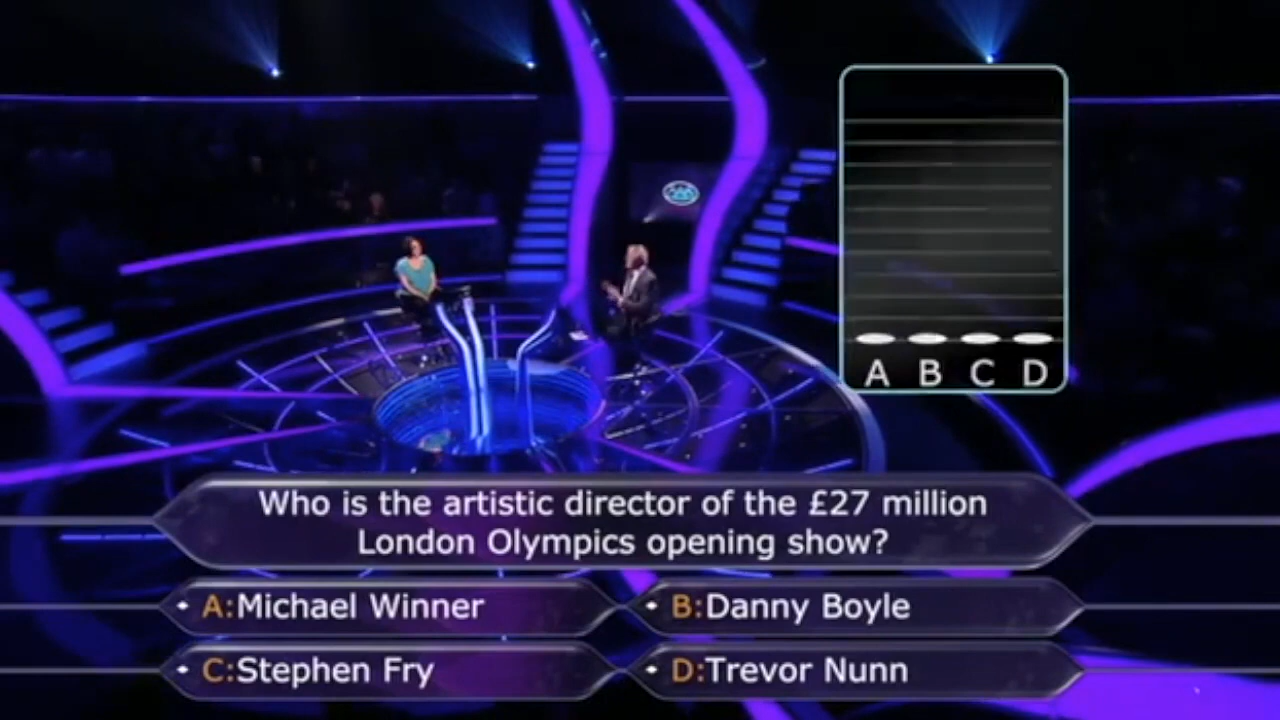 A B C D
Who is the artistic director of the £27 million
London Olympics opening show?
A:Michael Winner
B:Danny Boyle
C:Stephen Fry
D:Trevor Nunn